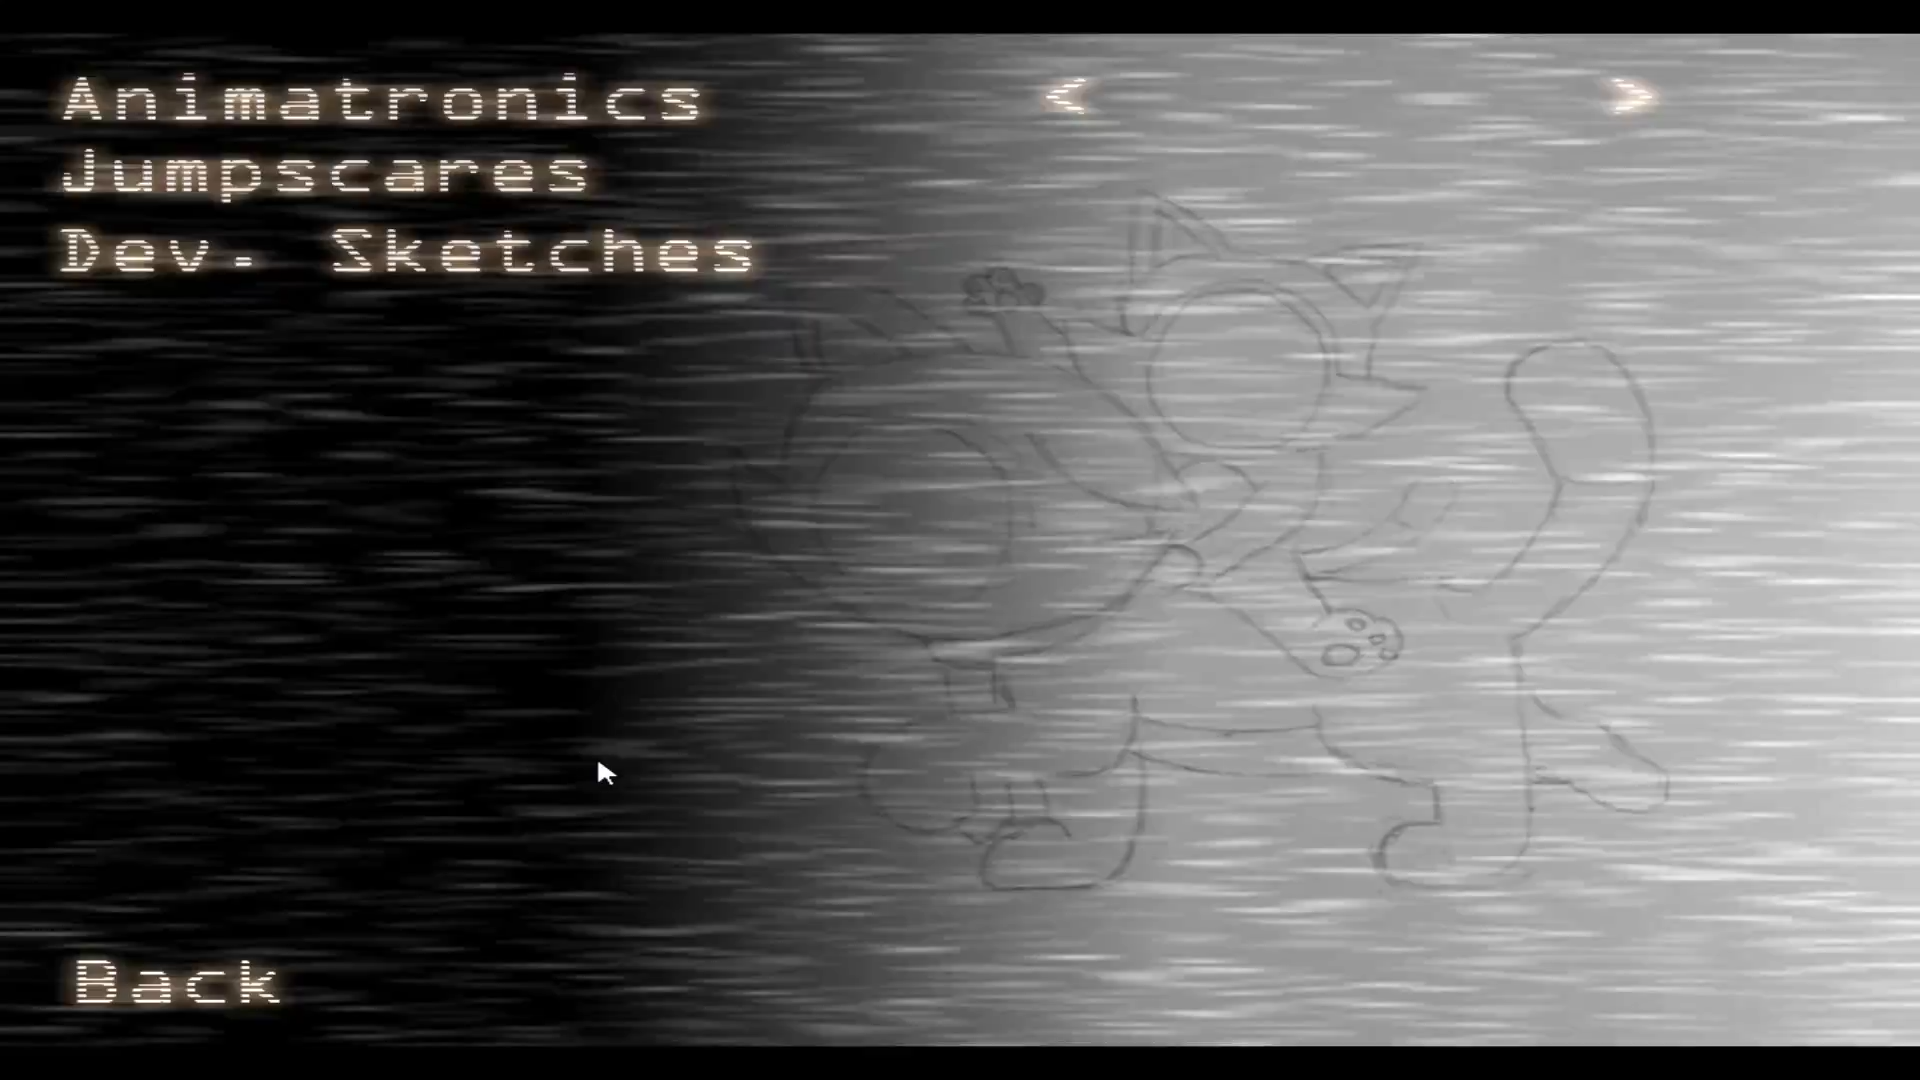 Animatronics
< >
Jumpscares
Dev. Sketches
Back